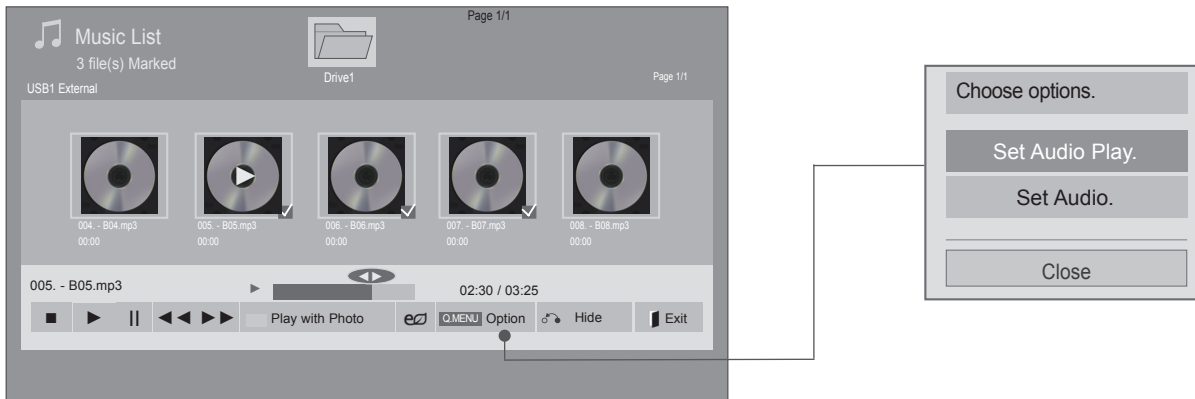 Page 1/1
Music List
3 file(s) Marked
Drive1
Page 1/1
USB1 External
004. - B04.mp3
00:00
005. - B05.mp3
00:00
006. - B06.mp3
00:00
007. - B07.mp3
00:00
008. - B08.mp3
00:00
005. - B05.mp3
02:30 / 03:25
Play with Photo
e
Q.MENU Option
Hide
Exit
Choose options.
Set Audio Play.
Set Audio.
Close